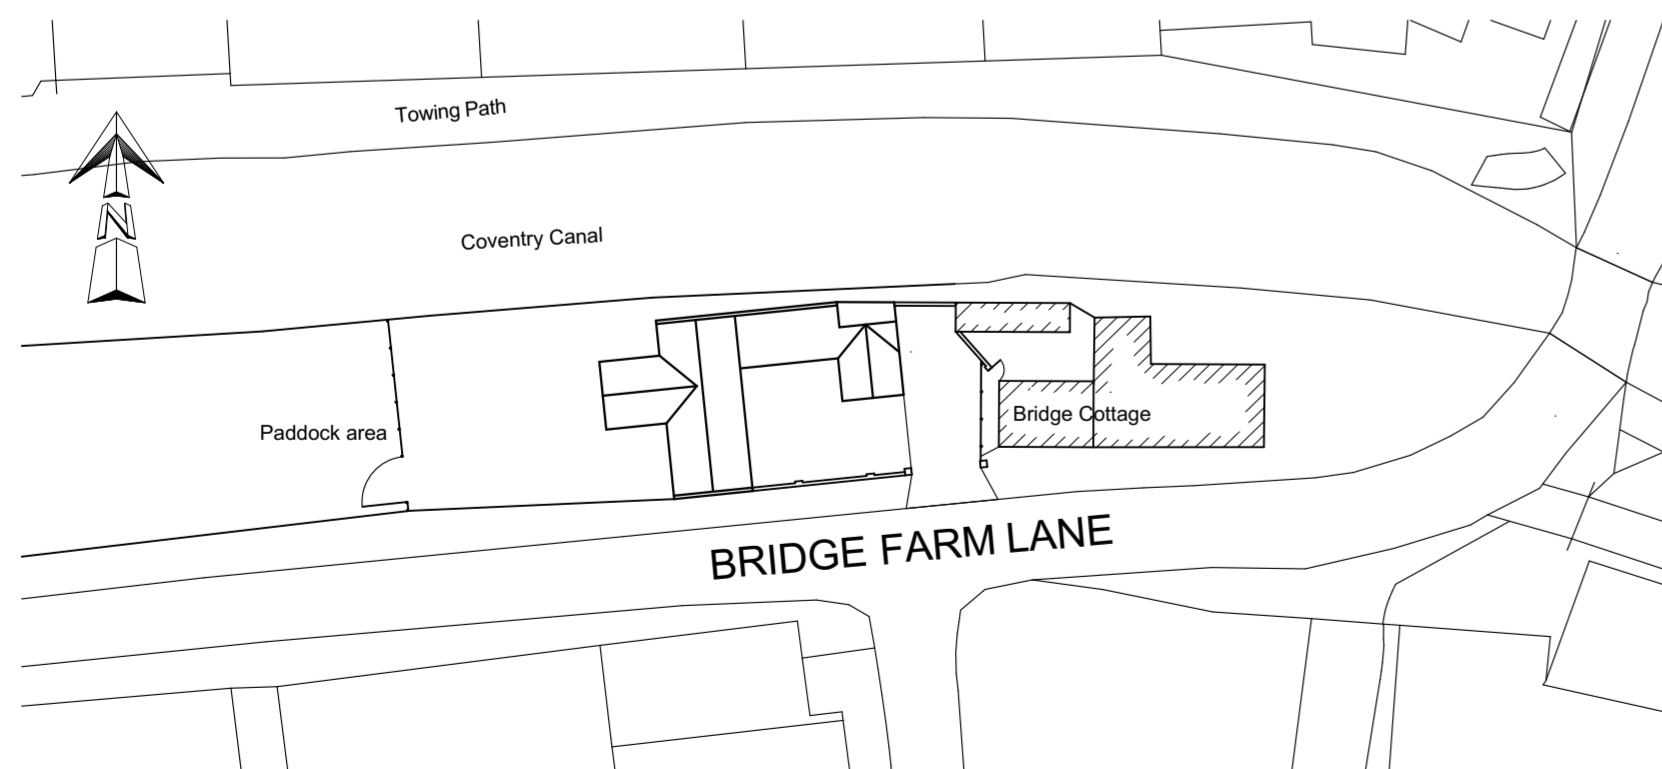 Towing Path
N
Coventry Canal
Paddock area
Bridge Cottage
BRIDGE FARM LANE